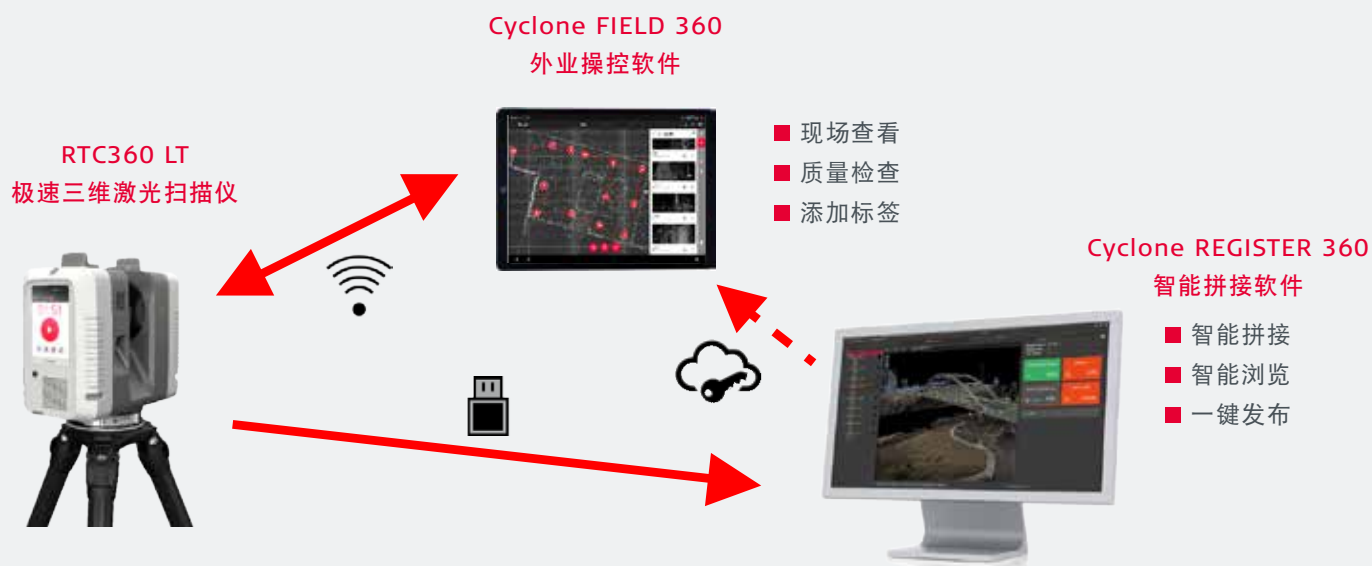 Cyclone FIELD 360
外业操控软件
现场查看
质量检查
添加标签
RTC360 LT
极速三维激光扫描仪
Cyclone REGISTER 360
智能拼接软件
智能拼接
智能浏览
一键发布